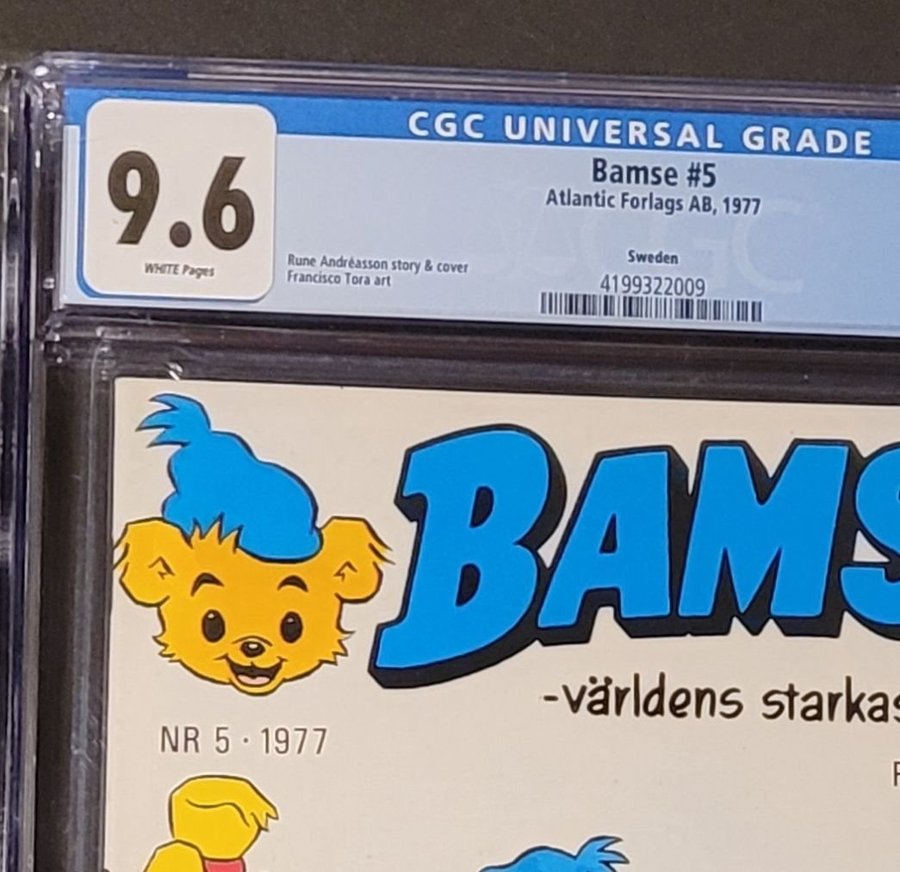 CGC UNIVERSAL GRADE
9.6
WHITE Pages
Bamse #5
Atlantic Forlags AB, 1977
Rune Andréasson story & cover
Francisco Tora art
Sweden
4199322009
BAMS
-världens starkas
NR 5 · 1977